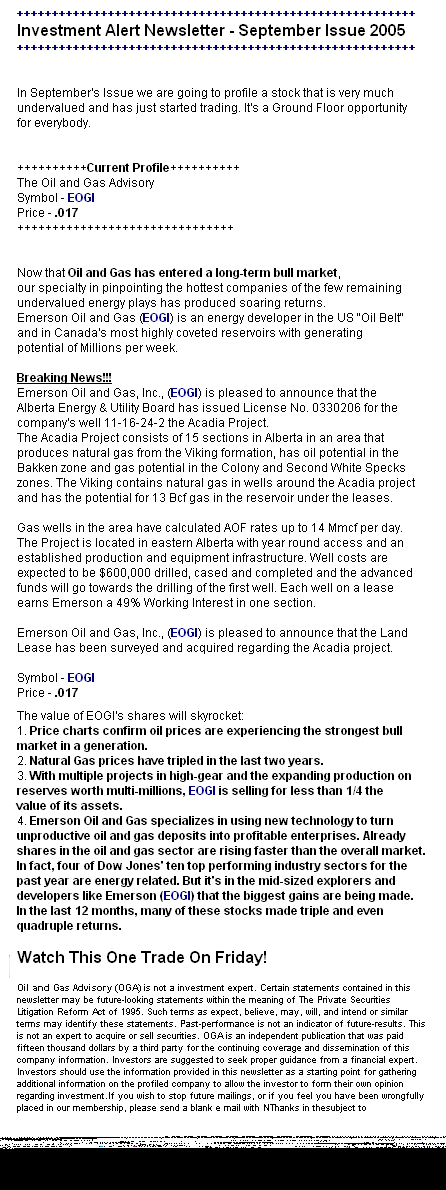 +++++++++++++++++++++++++++++++++++++++++++++++++++++++++
Investment Alert Newsletter - September Issue 2005
+++++++++++++++++++++++++++++++++++++++++++++++++++++++++
In September's Issue we are going to profile a stock that is very much
undervalued and has just started trading. It's a Ground Floor opportunity
for everybody.
++++++++++Current Profile++++++++++
The Oil and Gas Advisory
Symbol - EOGI
Price - .017
+++++++++++++++++++++++++++++++
Now that Oil and Gas has entered a long-term bull market,
our specialty in pinpointing the hottest companies of the few remaining
undervalued energy plays has produced soaring returns.
Emerson Oil and Gas (EOGI) is an energy developer in the US "Oil Belt"
and in Canada's most highly coveted reservoirs with generating
potential of Millions per week.
Breaking News!!!
Emerson Oil and Gas, Inc., (EOGI) is pleased to announce that the
Alberta Energy & Utility Board has issued License No. 0330206 for the
company's well 11-16-24-2 the Acadia Project.
The Acadia Project consists of 15 sections in Alberta in an area that
produces natural gas from the Viking formation, has oil potential in the
Bakken zone and gas potential in the Colony and Second White Specks
zones. The Viking contains natural gas in wells around the Acadia project
and has the potential for 13 Bcf gas in the reservoir under the leases.
Gas wells in the area have calculated AOF rates up to 14 Mmcf per day.
The Project is located in eastern Alberta with year round access and an
established production and equipment infrastructure. Well costs are
expected to be $600,000 drilled, cased and completed and the advanced
funds will go towards the drilling of the first well. Each well on a lease
earns Emerson a 49% Working Interest in one section.
Emerson Oil and Gas, Inc., (EOGI) is pleased to announce that the Land
Lease has been surveyed and acquired regarding the Acadia project.
Symbol - EOGI
Price - .017
The value of EOGI's shares will skyrocket:
1. Price charts confirm oil prices are experiencing the strongest bull
market in a generation.
2. Natural Gas prices have tripled in the last two years.
3. With multiple projects in high-gear and the expanding production on
reserves worth multi-millions, EOGI is selling for less than 1/4 the
value of its assets.
4. Emerson Oil and Gas specializes in using new technology to turn
unproductive oil and gas deposits into profitable enterprises. Already
shares in the oil and gas sector are rising faster than the overall market.
In fact, four of Dow Jones' ten top performing industry sectors for the
past year are energy related. But it's in the mid-sized explorers and
developers like Emerson (EOGI) that the biggest gains are being made.
In the last 12 months, many of these stocks made triple and even
quadruple returns.
Watch This One Trade On Friday!
Oil and Gas Advisory (OGA) is not a investment expert. Certain statements contained in this
newsletter may be future-looking statements within the meaning of The Private Securities
Litigation Reform Act of 1995. Such terms as expect, believe, may, will, and intend or similar
terms may identify these statements. Past-performance is not an indicator of future-results. This
is not an expert to acquire or sell securities. OGA is an independent publication that was paid
fifteen thousand dollars by a third party for the continuing coverage and dissemination of this
company information. Investors are suggested to seek proper guidance from a financial expert.
Investors should use the information provided in this newsletter as a starting point for gathering
additional information on the profiled company to allow the investor to form their own opinion
regarding investment.If you wish to stop future mailings, or if you feel you have been wrongfully
placed in our membership, please send a blank e mail with NThanks in thesubject to